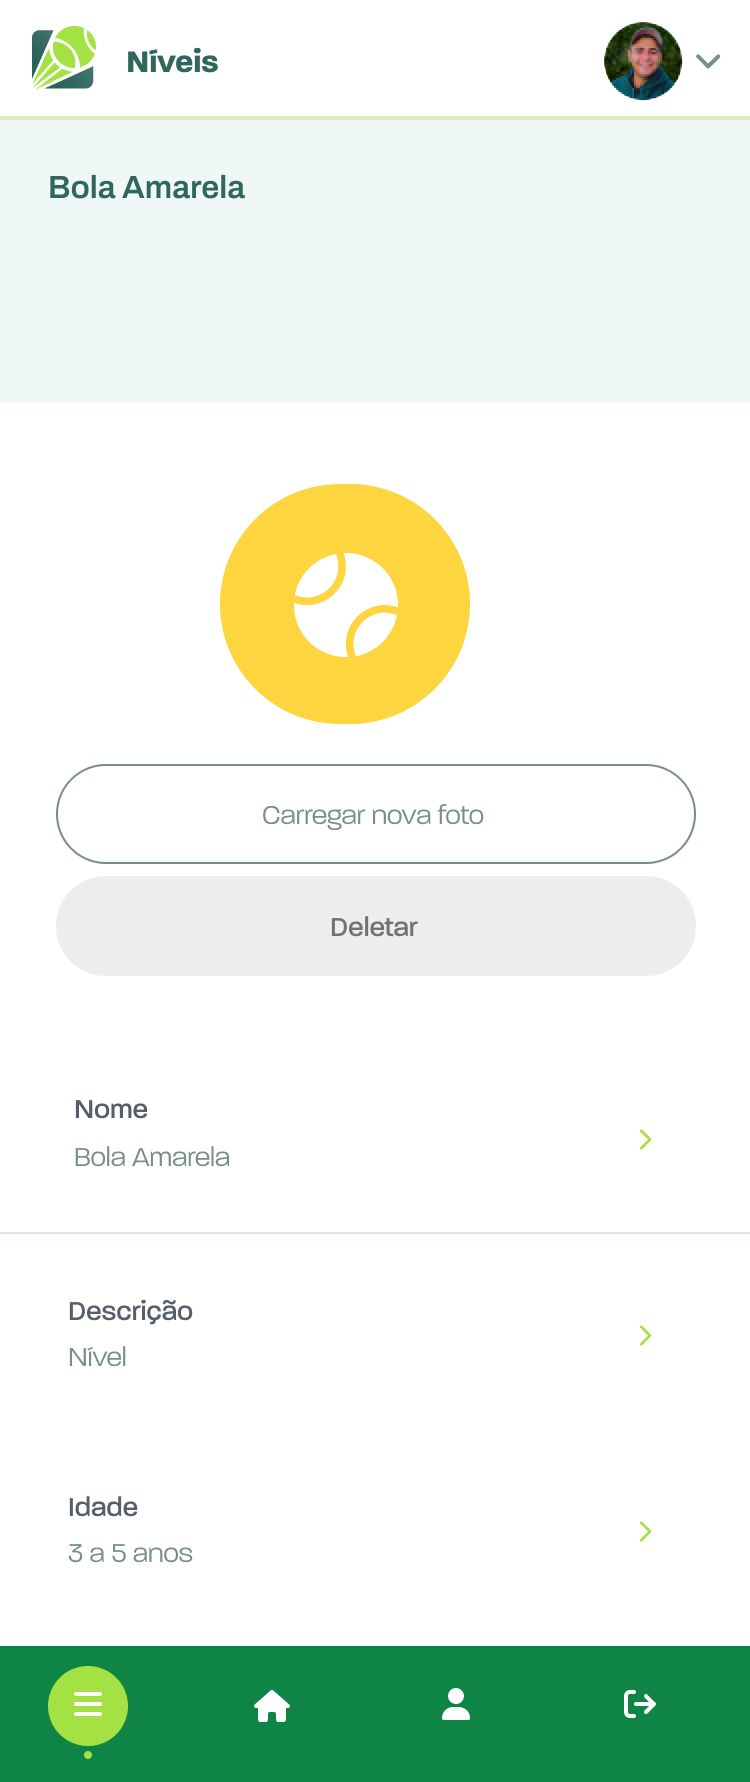 Níveis
Bola Amarela
Carregar nova foto
Deletar
Nome
Bola Amarela
Descrição
Nível
Idade
3 a 5 anos